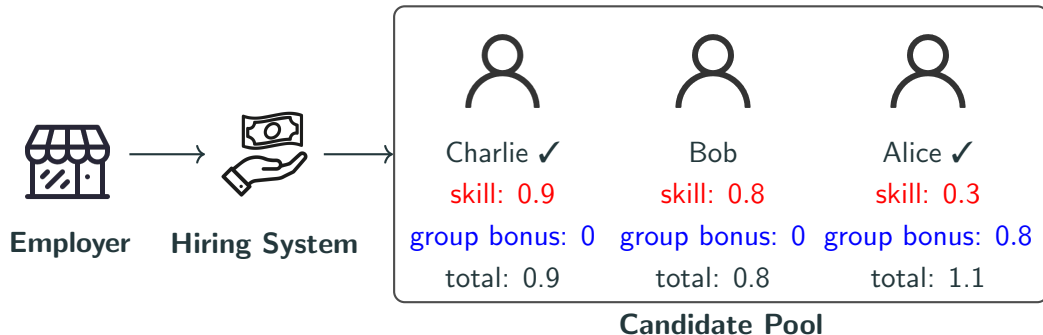 Charlie ✓ Bob Alice ✓
skill: 0.9 skill: 0.8 skill: 0.3
Employer Hiring System group bonus: 0 group bonus: 0 group bonus: 0.8
total: 0.9 total: 0.8 total: 1.1
Candidate Pool